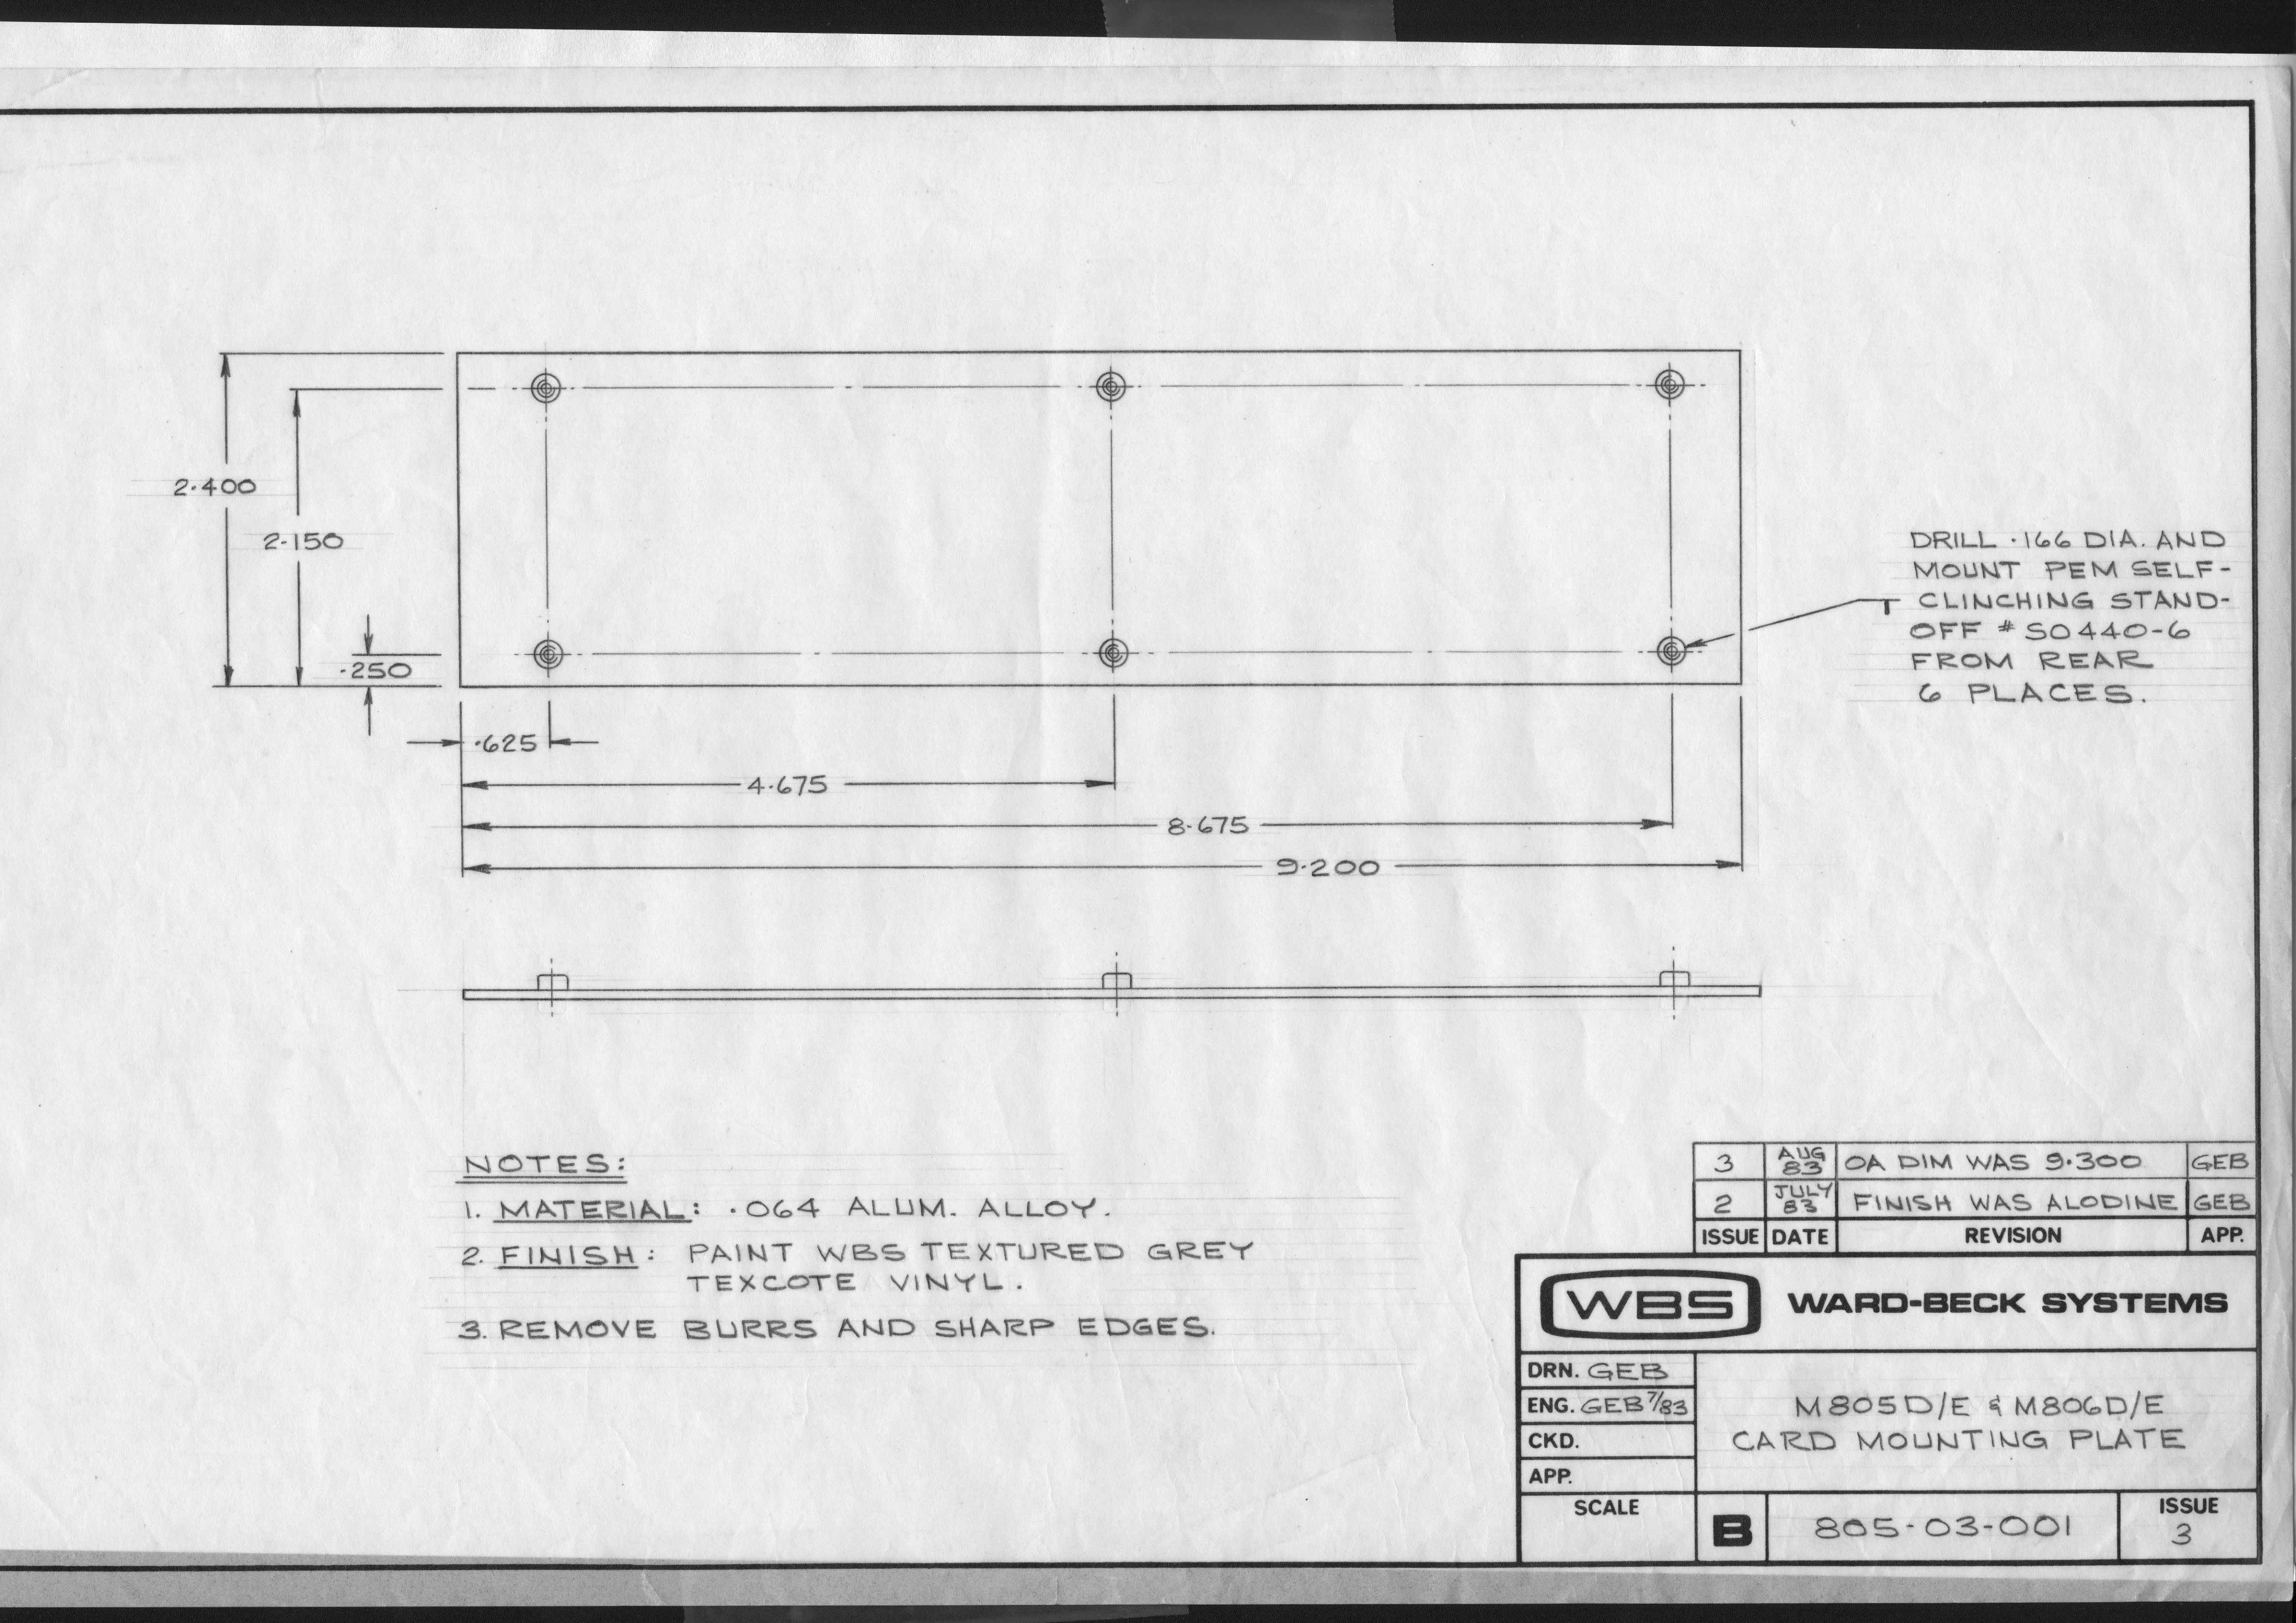 2.400
2.150
.250
.625
4.675
8.675
9.200
DRILL .166 DIA. AND
MOUNT PEM SELF-
CLINCHING STAND-
OFF # SO440-6
FROM REAR
6 PLACES.
NOTES:
1. MATERIAL: .064 ALUM. ALLOY.
2. FINISH: PAINT WBS TEXTURED GREY
TEXCOTE VINYL.
3. REMOVE BURRS AND SHARP EDGES.
3 AUG 83 OA DIM WAS 9.300 GEB
2 JULY 83 FINISH WAS ALODINE GEB
ISSUE DATE REVISION APP.
WBS WARD-BECK SYSTEMS
DRN. GEB
ENG. GEB 7/83
CKD.
APP.
M805D/E & M806D/E
CARD MOUNTING PLATE
SCALE
B
805-03-001
ISSUE
3